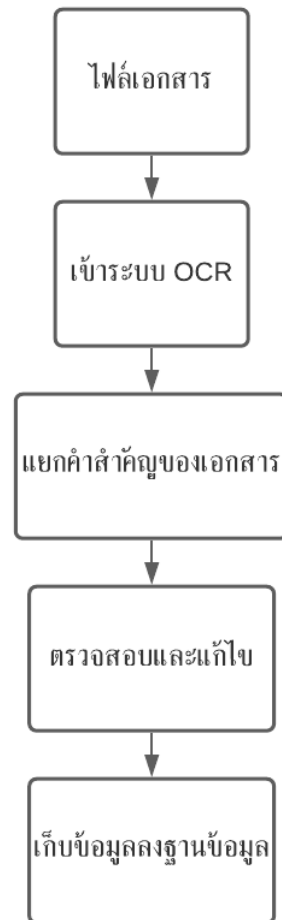 ไฟล์เอกสาร
เข้าระบบ OCR
แยกคำสำคัญของเอกสาร
ตรวจสอบและแก้ไข
เก็บข้อมูลลงฐานข้อมูล